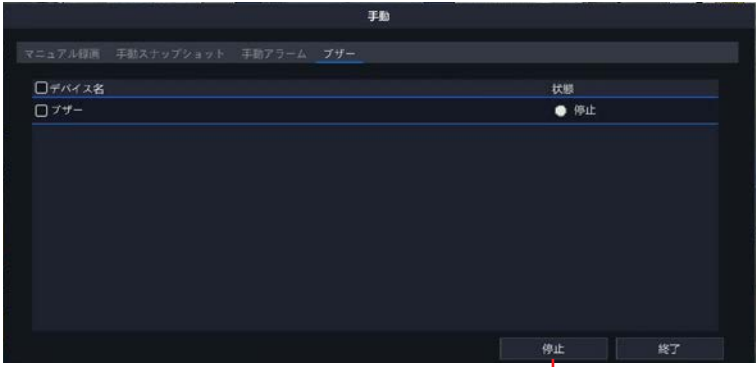 手動
マニュアル録画 手動スナップショット 手動アラーム ブザー
デバイス名 状態
ブザー 停止
停止 終了